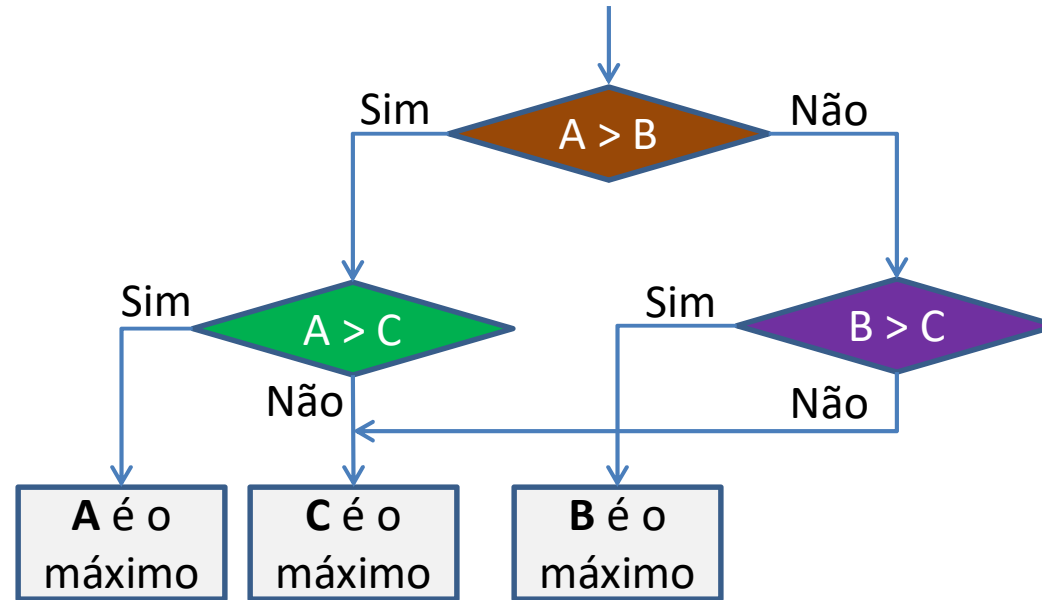 Sim
A > B
Não
Sim
A > C
Sim
B > C
Não
Não
A é o
máximo
C é o
máximo
B é o
máximo